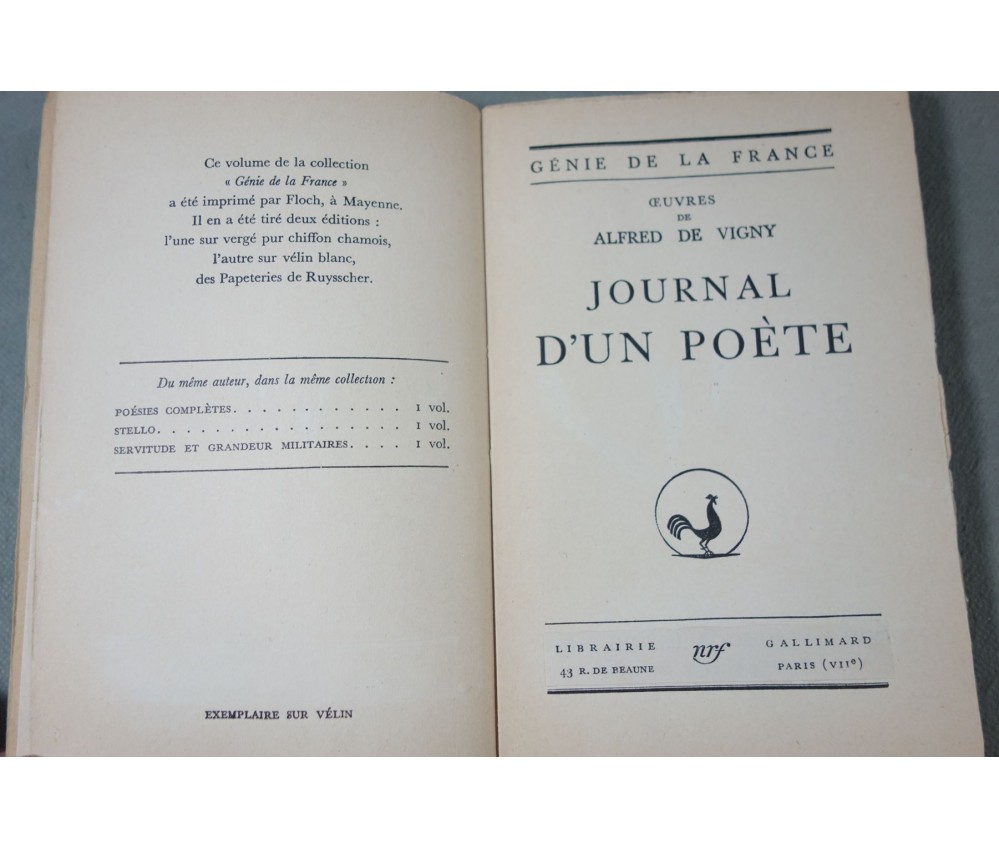 Ce volume de la collection
« Génie de la France »
a été imprimé par Floch, à Mayenne.
Il en a été tiré deux éditions :
l'une sur vergé pur chiffon chamois,
l'autre sur vélin blanc,
des Papeteries de Ruysscher.
Du même auteur, dans la même collection :
POÉSIES COMPLÈTES. . . . . . . . . . . . 1 vol.
STELLO. . . . . . . . . . . . . . . . . . 1 vol.
SERVITUDE ET GRANDEUR MILITAIRES. . . . 1 vol.
EXEMPLAIRE SUR VÉLIN
GÉNIE DE LA FRANCE
ŒUVRES
DE
ALFRED DE VIGNY
JOURNAL
D'UN POÈTE
LIBRAIRIE nrf GALLIMARD
43 R. DE BEAUNE PARIS (VIIe)